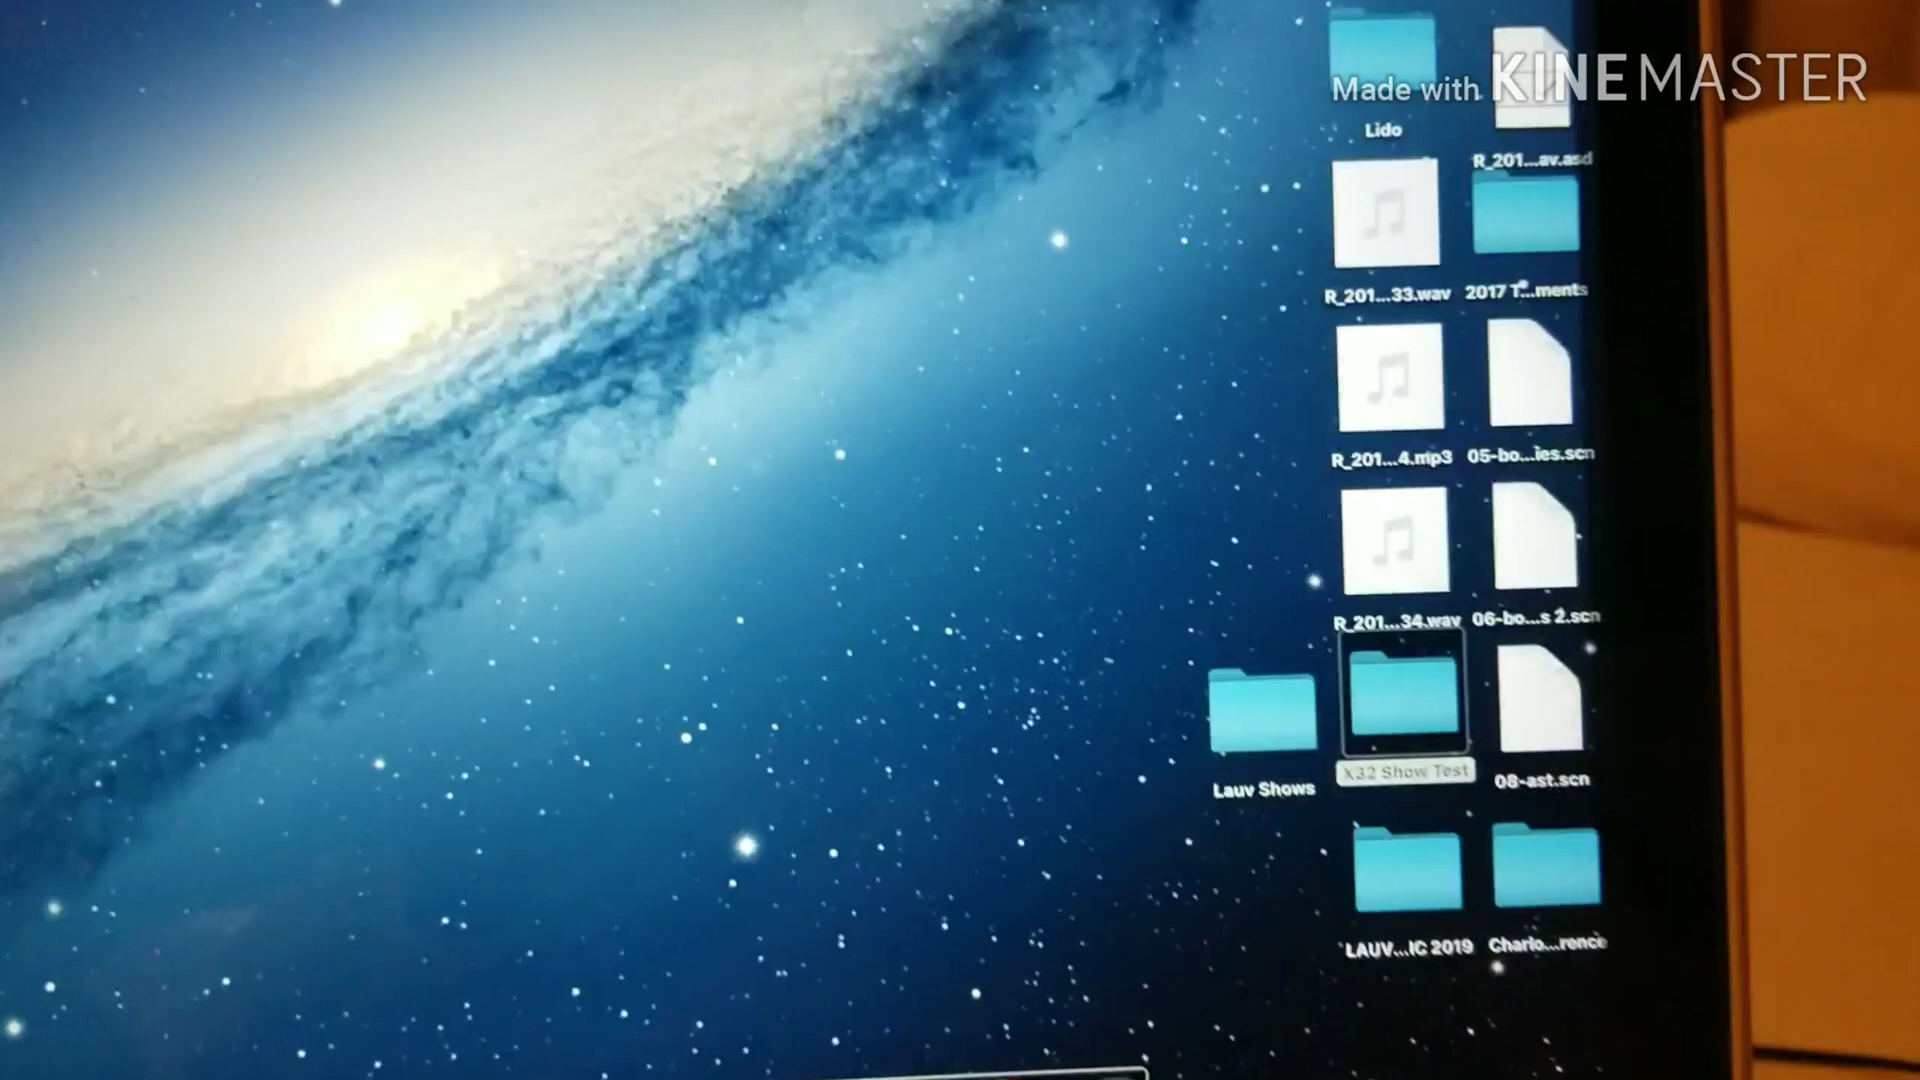 Made with KINEMASTER
Lido
R_201...av.asd
R_201...33.wav
2017 T...ments
R_201...4.mp3
05-bo...ies.scn
R_201...34.wav
06-bo...s 2.scn
Lauv Shows
X32 Show Test
08-ast.scn
LAUV...IC 2019
Charlo...rence